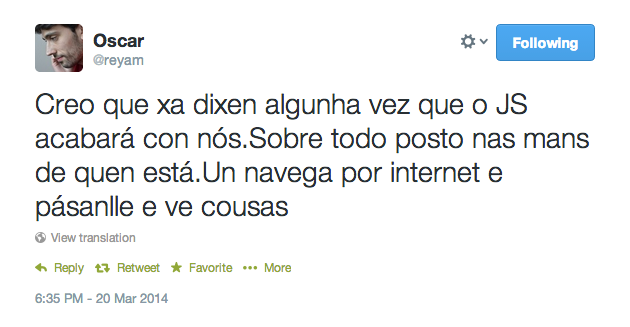 Oscar
@reyam
Following
Creo que xa dixen algunha vez que o JS
acabará con nós.Sobre todo posto nas mans
de quen está.Un navega por internet e
pásanlle e ve cousas
View translation
Reply Retweet Favorite More
6:35 PM - 20 Mar 2014